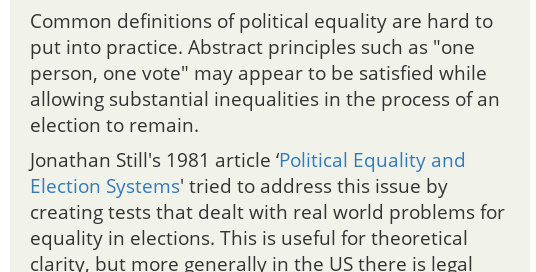 Common definitions of political equality are hard to
put into practice. Abstract principles such as "one
person, one vote" may appear to be satisfied while
allowing substantial inequalities in the process of an
election to remain.
Jonathan Still's 1981 article ‘Political Equality and
Election Systems' tried to address this issue by
creating tests that dealt with real world problems for
equality in elections. This is useful for theoretical
clarity, but more generally in the US there is legal